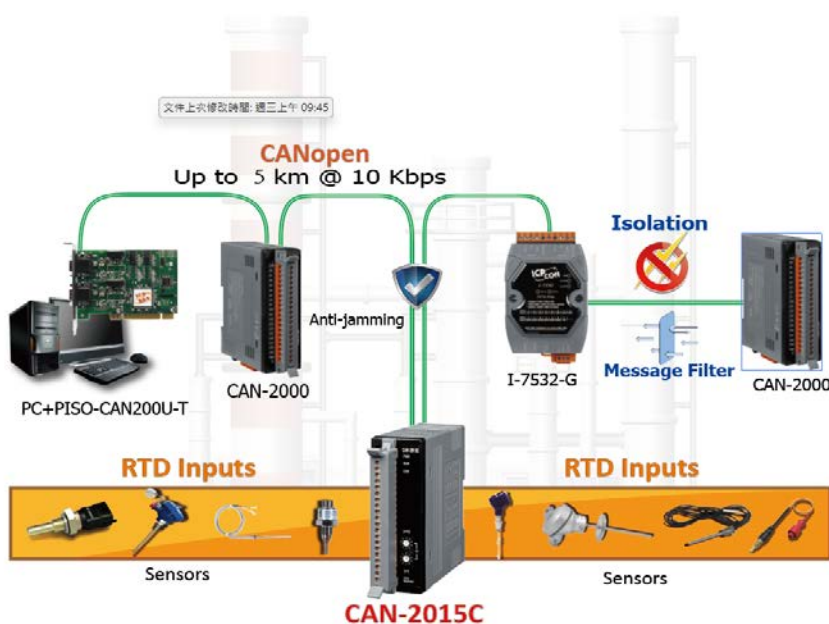 文件上次修改時間: 週三上午 09:45
CANopen
Up to 5 km @ 10 Kbps
Isolation
Anti-jamming
ICP CON
I-7532-G
Message Filter
CAN-2000
CAN-2000
PC+PISO-CAN200U-T
RTD Inputs
RTD Inputs
Sensors
Sensors
CAN-2015C